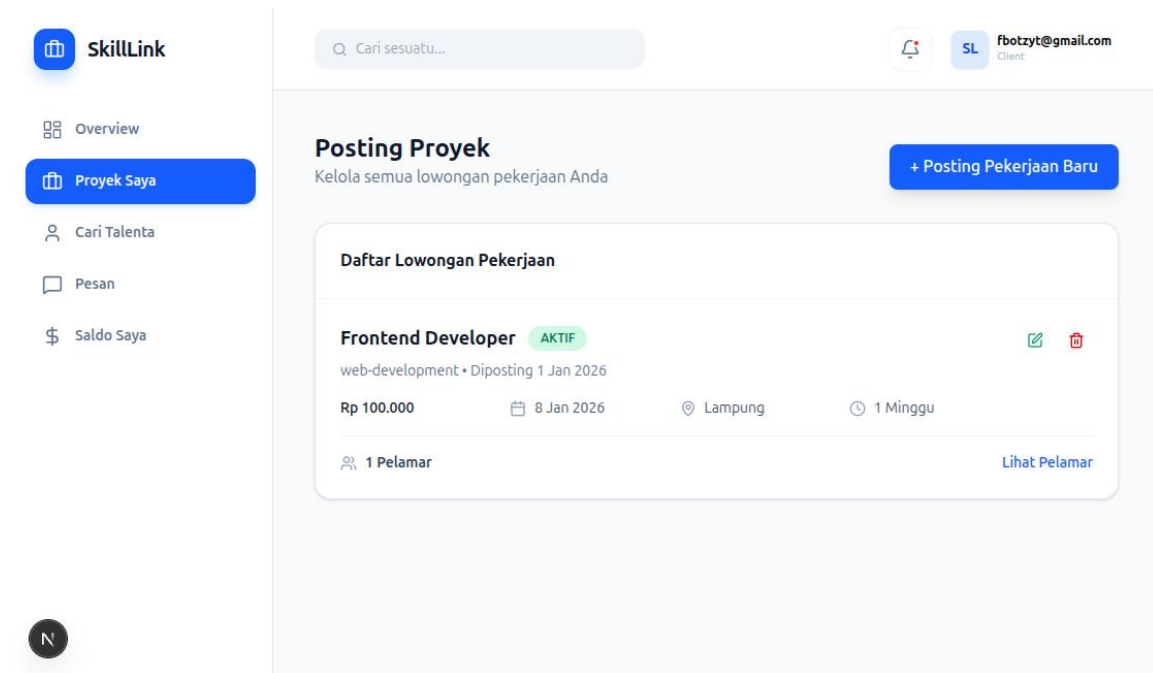 SkillLink
Cari sesuatu...
SL
fbotzyt@gmail.com
Client
Overview
Proyek Saya
Cari Talenta
Pesan
Saldo Saya
Posting Proyek
Kelola semua lowongan pekerjaan Anda
+ Posting Pekerjaan Baru
Daftar Lowongan Pekerjaan
Frontend Developer AKTIF
web-development • Diposting 1 Jan 2026
Rp 100.000 8 Jan 2026 Lampung 1 Minggu
1 Pelamar Lihat Pelamar
N